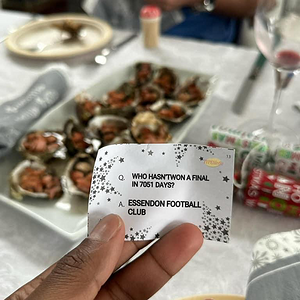 Q. WHO HASN'TWON A FINAL
IN 7051 DAYS?
A. ESSENDON FOOTBALL
CLUB